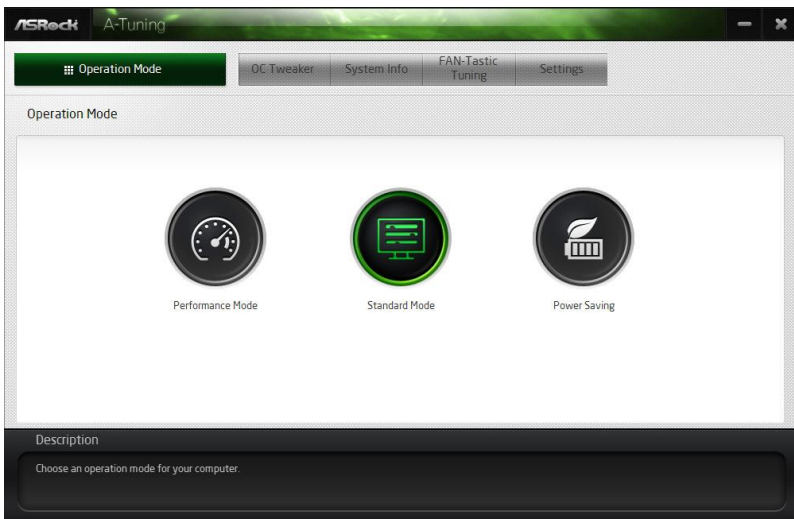 ASRock A-Tuning
Operation Mode
OC Tweaker
System Info
FAN-Tastic
Tuning
Settings
Operation Mode
Performance Mode
Standard Mode
Power Saving
Description
Choose an operation mode for your computer.